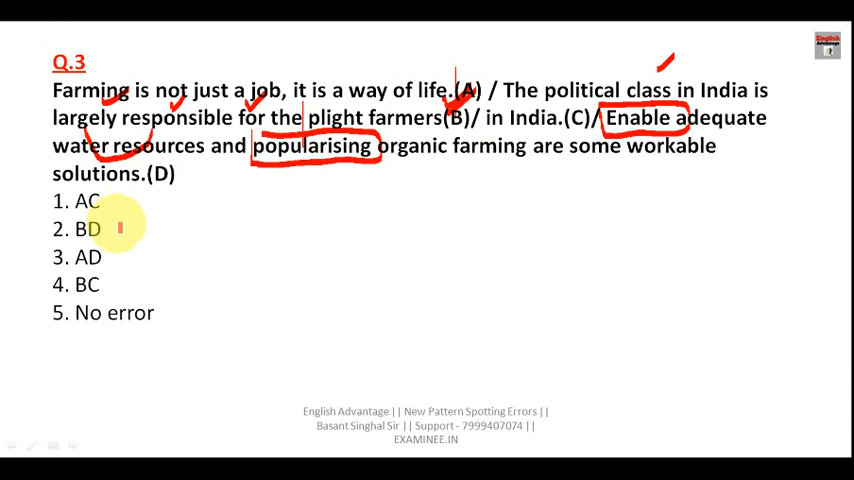 English
Advantage
Q.3
Farming is not just a job, it is a way of life.(A) / The political class in India is
largely responsible for the plight farmers(B)/ in India.(C)/ Enable adequate
water resources and popularising organic farming are some workable
solutions.(D)
1. AC
2. BD
3. AD
4. BC
5. No error
English Advantage || New Pattern Spotting Errors ||
Basant Singhal Sir || Support - 7999407074 ||
EXAMINEE.IN